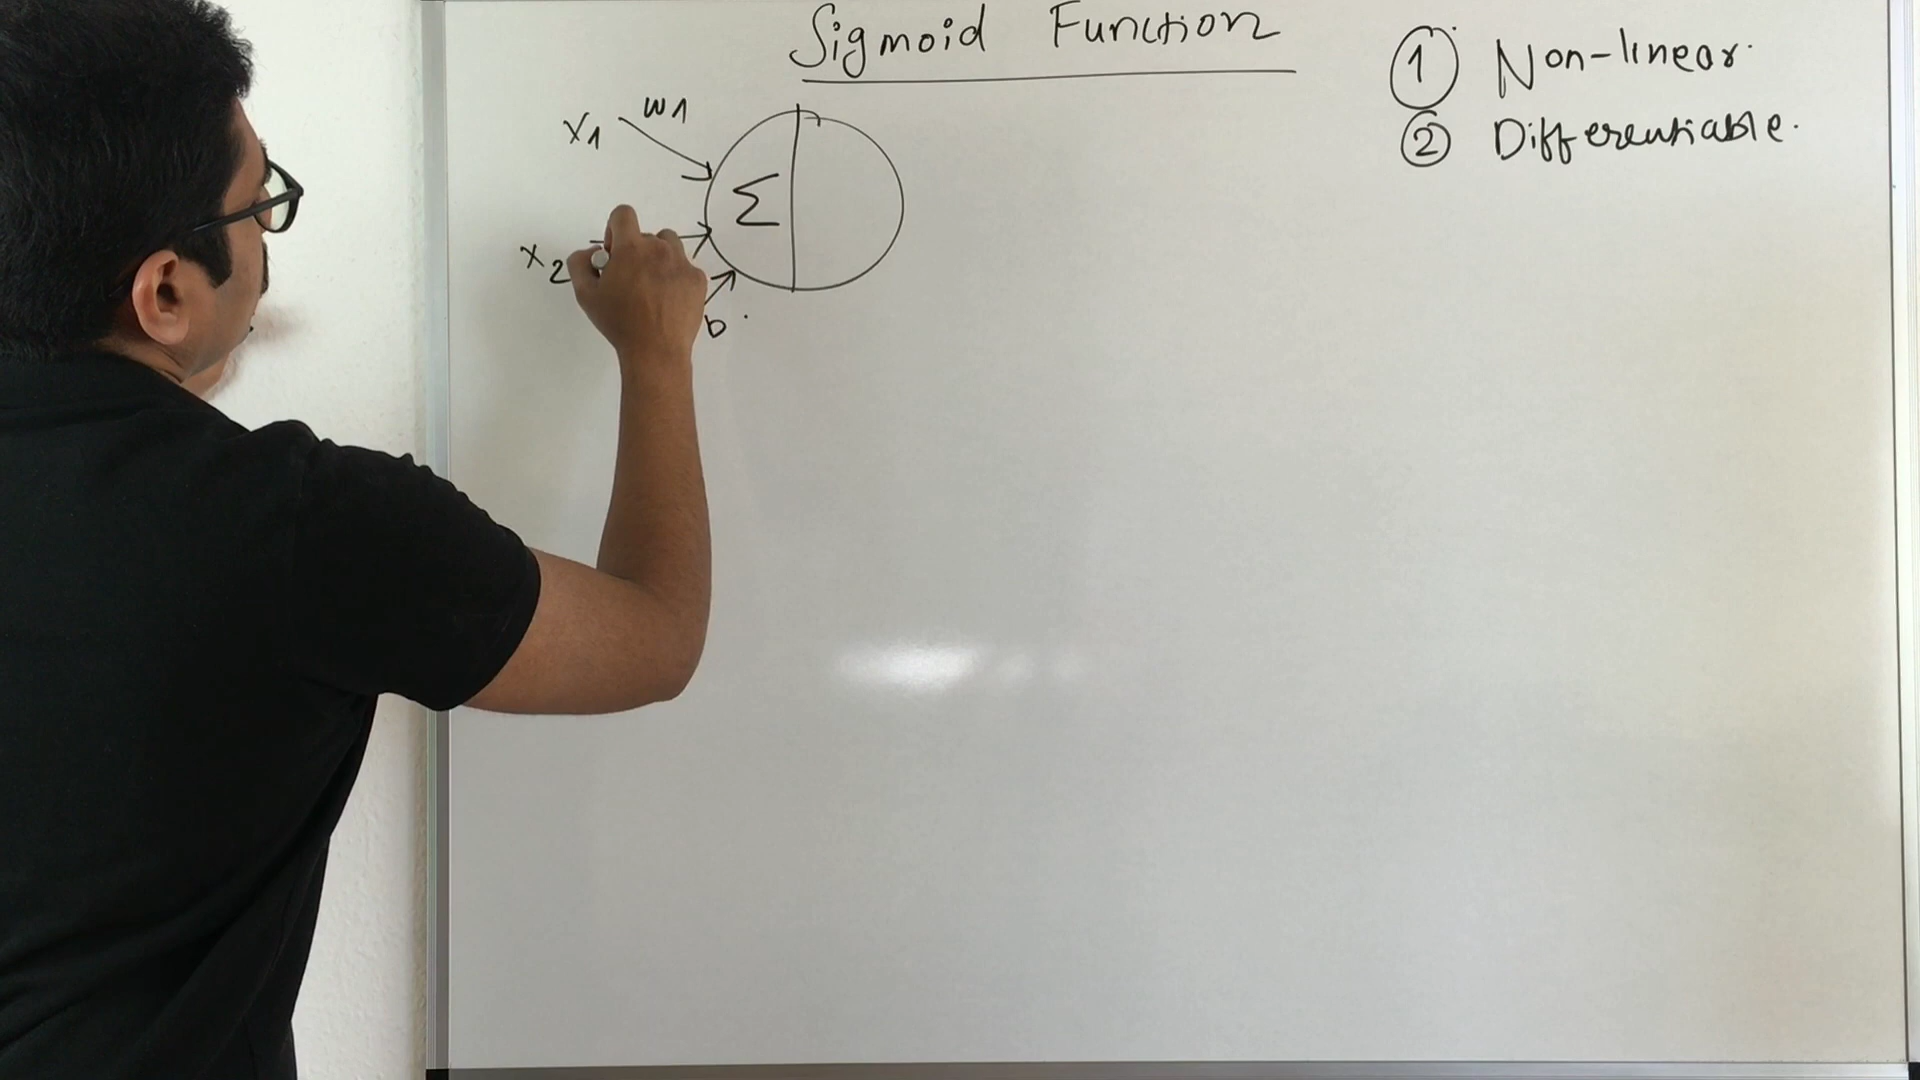 Sigmoid Function
1 Non-linear.
2 Differentiable.
x1 w1
Σ
x2
b